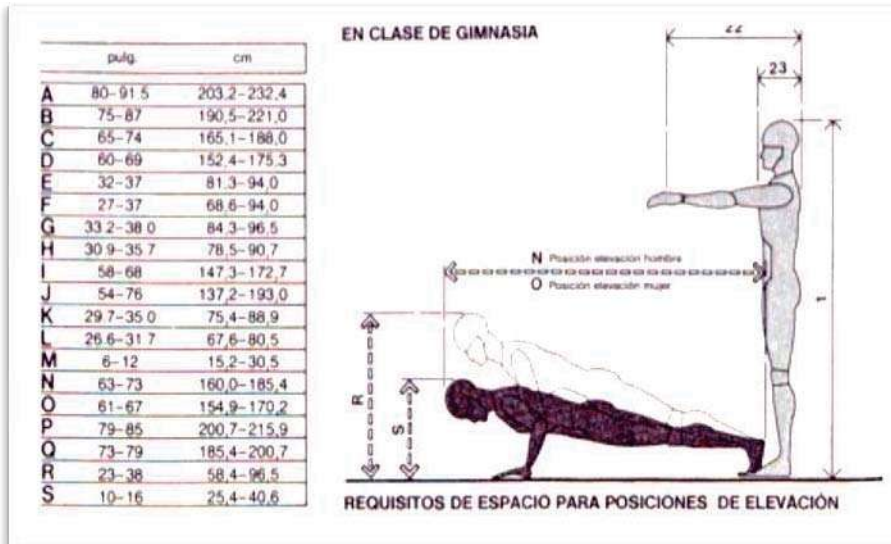 EN CLASE DE GIMNASIA
pulg. cm
A 80-91.5 203,2-232,4
B 75-87 190,5-221,0
C 65-74 165,1-188,0
D 60-69 152,4-175,3
E 32-37 81,3-94,0
F 27-37 68,6-94,0
G 33.2-38.0 84,3-96,5
H 30.9-35.7 78,5-90,7
I 58-68 147,3-172,7
J 54-76 137,2-193,0
K 29.7-35.0 75,4-88,9
L 26.6-31.7 67,6-80,5
M 6-12 15,2-30,5
N 63-73 160,0-185,4
O 61-67 154,9-170,2
P 79-85 200,7-215,9
Q 73-79 185,4-200,7
R 23-38 58,4-96,5
S 10-16 25,4-40,6
22
23
N Posición elevación hombre
O Posición elevación mujer
1
R
S
REQUISITOS DE ESPACIO PARA POSICIONES DE ELEVACIÓN